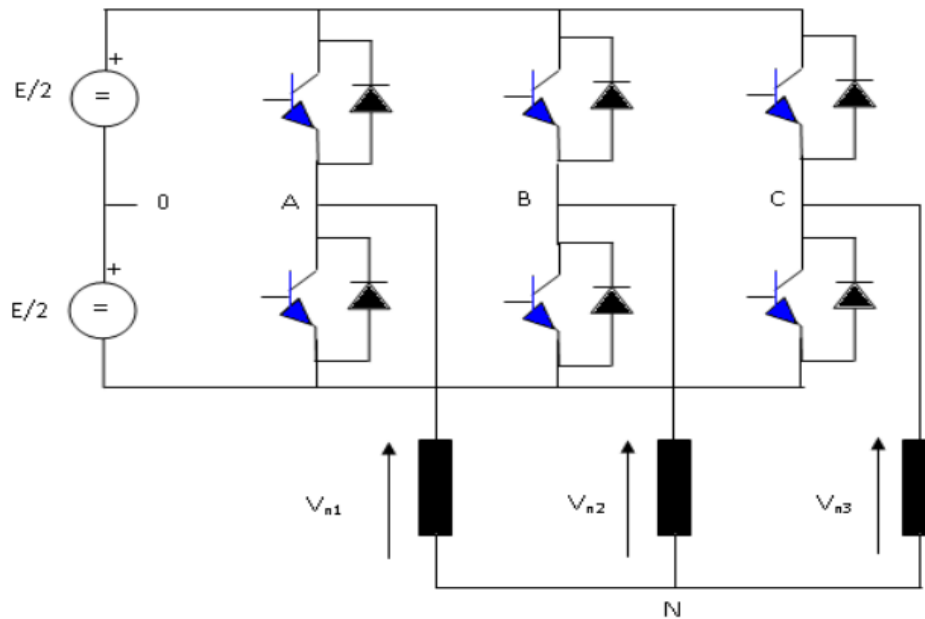 +
E/2
=
0
A
B
C
+
E/2
=
Vn1
Vn2
Vn3
N